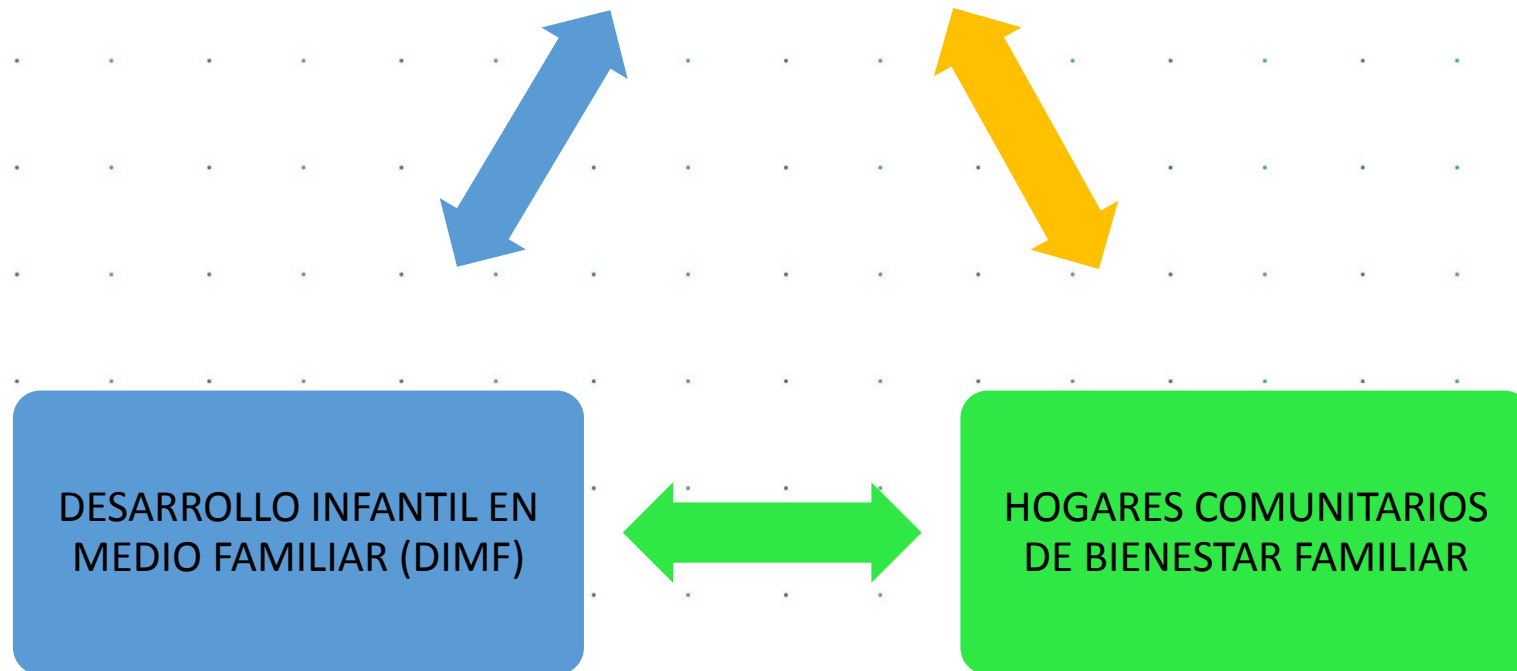 DESARROLLO INFANTIL EN
MEDIO FAMILIAR (DIMF)
HOGARES COMUNITARIOS
DE BIENESTAR FAMILIAR